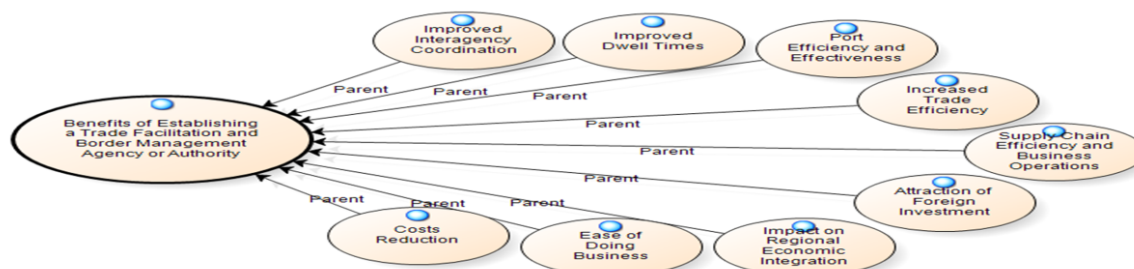 Improved
Interagency
Coordination
Improved
Dwell Times
Port
Efficiency and
Effectiveness
Increased
Trade
Efficiency
Supply Chain
Efficiency and
Business
Operations
Attraction of
Foreign
Investment
Impact on
Regional
Economic
Integration
Ease of
Doing
Business
Costs
Reduction
Benefits of Establishing
a Trade Facilitation and
Border Management
Agency or Authority
Parent
Parent
Parent
Parent
Parent
Parent
Parent
Parent
Parent